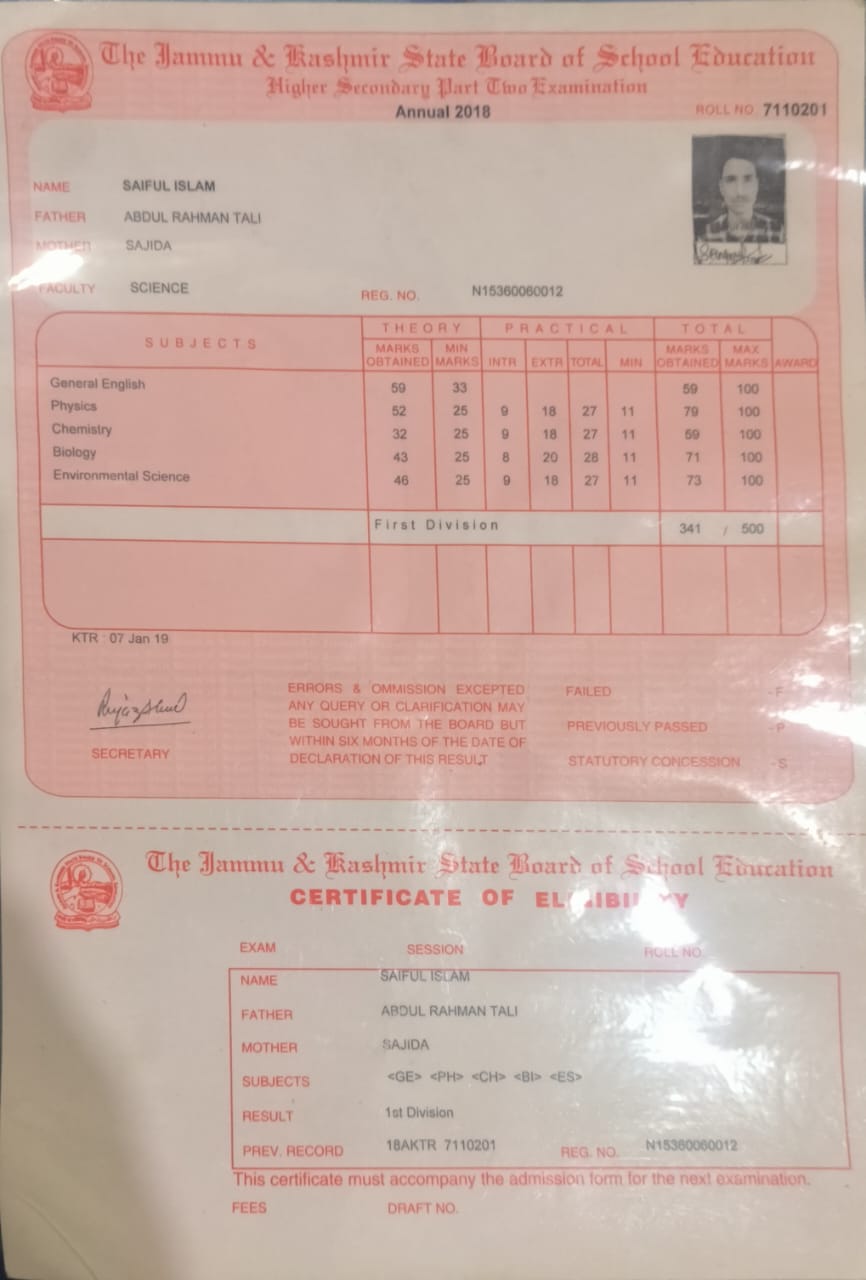 The Jammu & Kashmir State Board of School Education
Higher Secondary Part Two Examination
Annual 2018
ROLL NO. 7110201
NAME SAIFUL ISLAM
FATHER ABDUL RAHMAN TALI
MOTHER SAJIDA
FACULTY SCIENCE
REG. NO. N15360060012
SUBJECTS THEORY PRACTICAL TOTAL
MARKS OBTAINED MIN MARKS INTR EXTR TOTAL MIN MARKS OBTAINED MAX MARKS AWARD
General English 59 33 59 100
Physics 52 25 9 18 27 11 79 100
Chemistry 32 25 9 18 27 11 59 100
Biology 43 25 8 20 28 11 71 100
Environmental Science 46 25 9 18 27 11 73 100
First Division 341 / 500
KTR : 07 Jan 19
SECRETARY
ERRORS & OMMISSION EXCEPTED
ANY QUERY OR CLARIFICATION MAY
BE SOUGHT FROM THE BOARD BUT
WITHIN SIX MONTHS OF THE DATE OF
DECLARATION OF THIS RESULT
FAILED - F
PREVIOUSLY PASSED - P
STATUTORY CONCESSION - S
The Jammu & Kashmir State Board of School Education
CERTIFICATE OF ELIGIBILITY
EXAM SESSION ROLL NO.
NAME SAIFUL ISLAM
FATHER ABDUL RAHMAN TALI
MOTHER SAJIDA
SUBJECTS <GE> <PH> <CH> <BI> <ES>
RESULT 1st Division
PREV. RECORD 18AKTR 7110201 REG. NO. N15360060012
This certificate must accompany the admission form for the next examination.
FEES DRAFT NO.